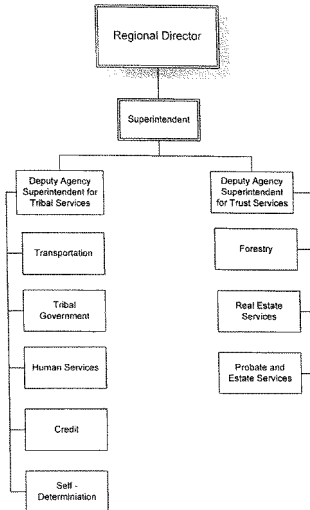 Regional Director
Superintendent
Deputy Agency
Superintendent for
Tribal Services
Transportation
Tribal
Government
Human Services
Credit
Self -
Determiniation
Deputy Agency
Superintendent
for Trust Services
Forestry
Real Estate
Services
Probate and
Estate Services